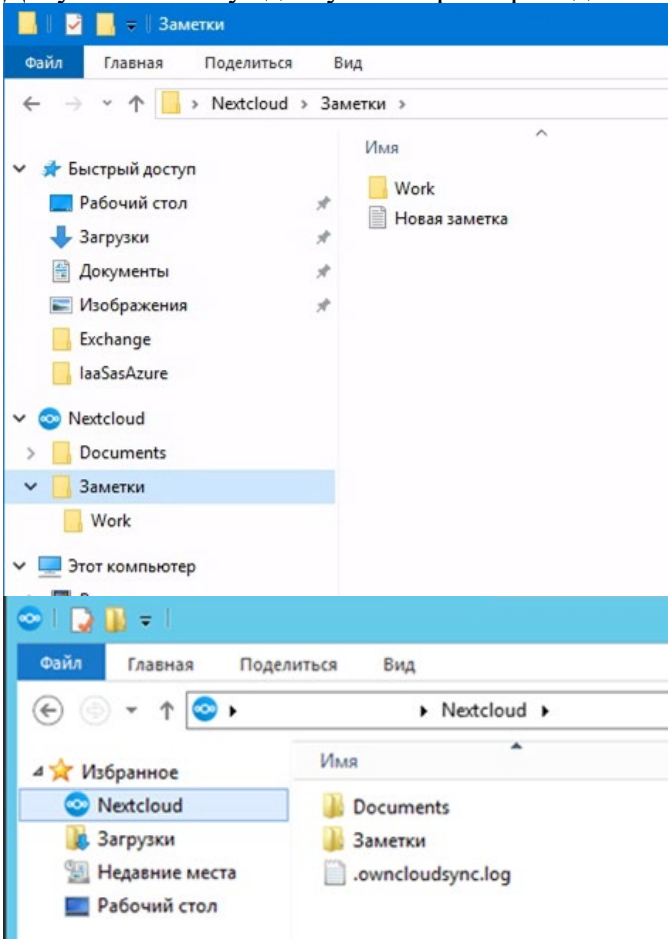 Заметки
Файл Главная Поделиться Вид
Nextcloud > Заметки >
Имя
Быстрый доступ
Рабочий стол
Загрузки
Документы
Изображения
Exchange
IaaSasAzure
Nextcloud
Documents
Заметки
Work
Этот компьютер
Work
Новая заметка
Файл Главная Поделиться Вид
Nextcloud
Избранное
Nextcloud
Загрузки
Недавние места
Рабочий стол
Имя
Documents
Заметки
.owncloudsync.log